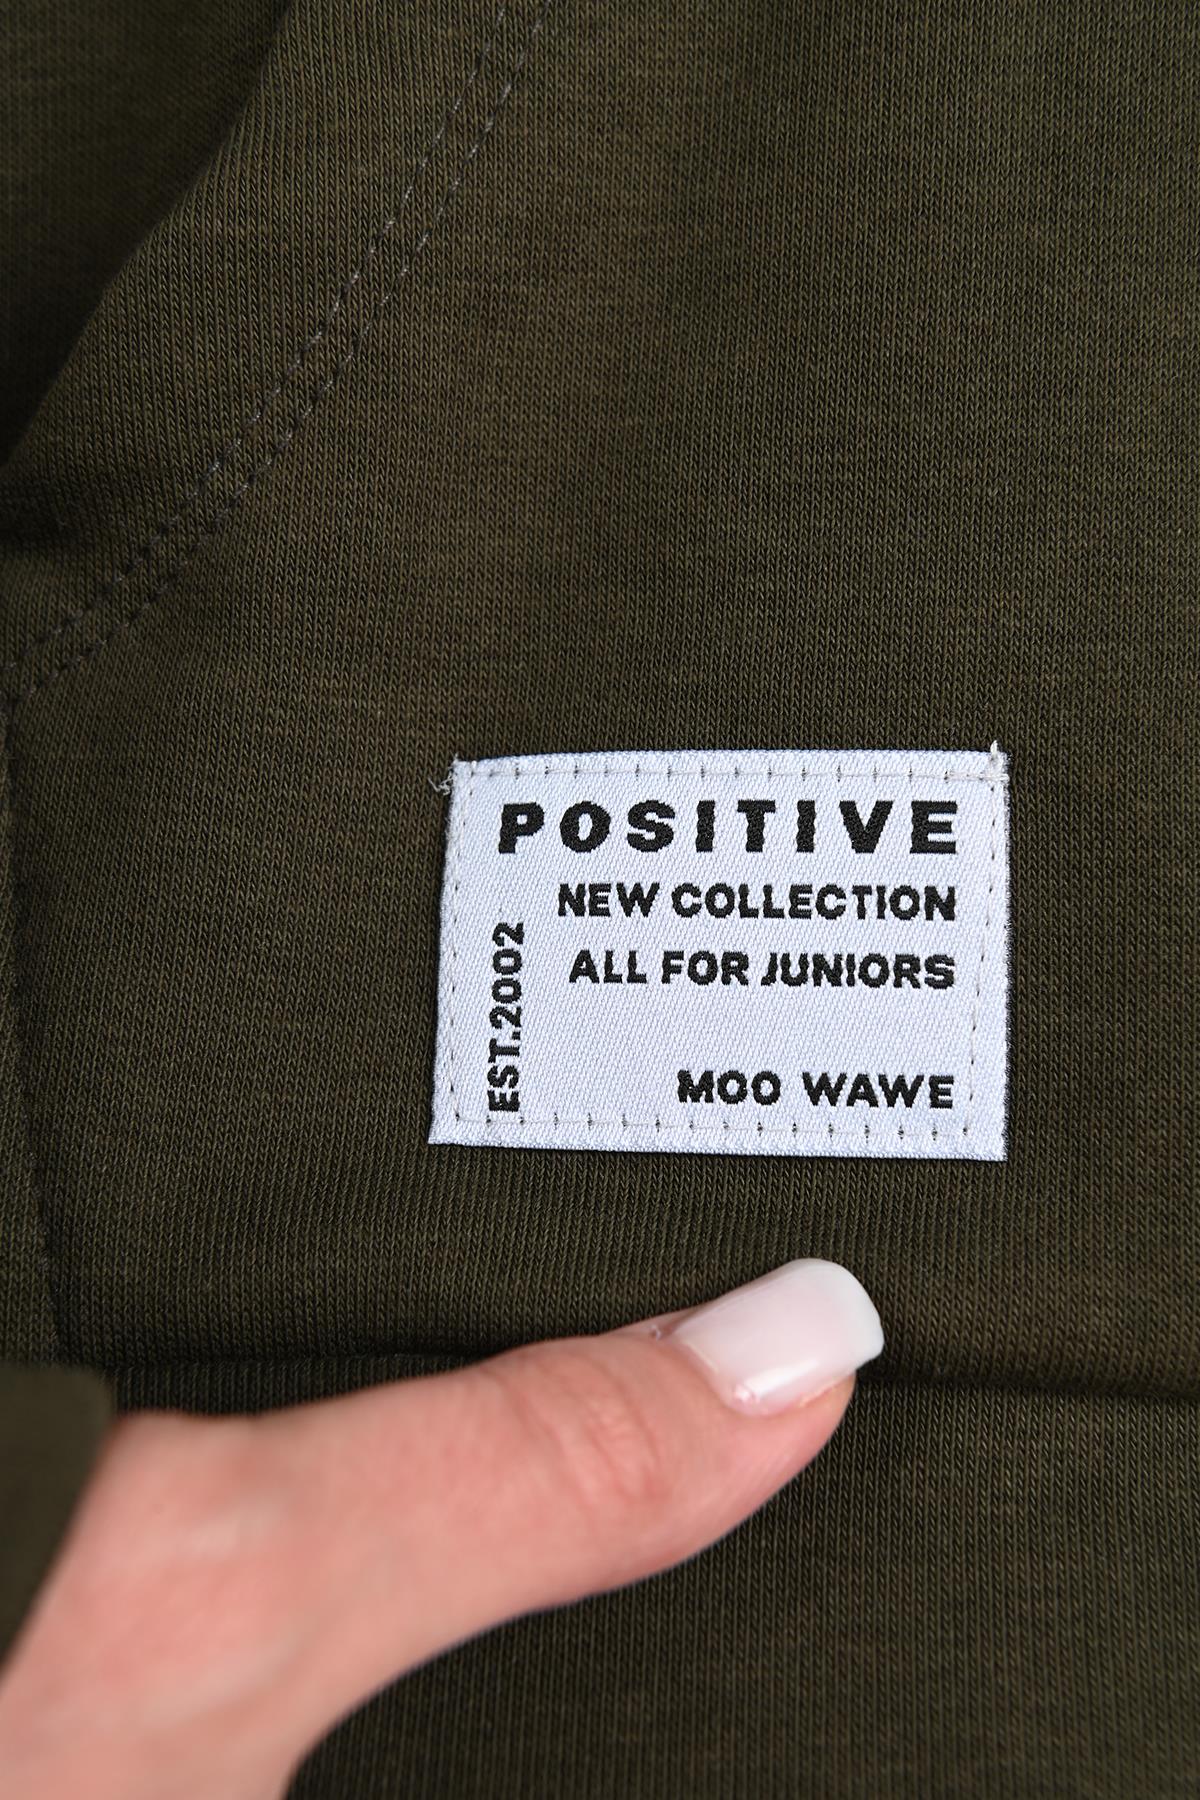 POSITIVE
NEW COLLECTION
ALL FOR JUNIORS
EST.2002
MOO WAWE